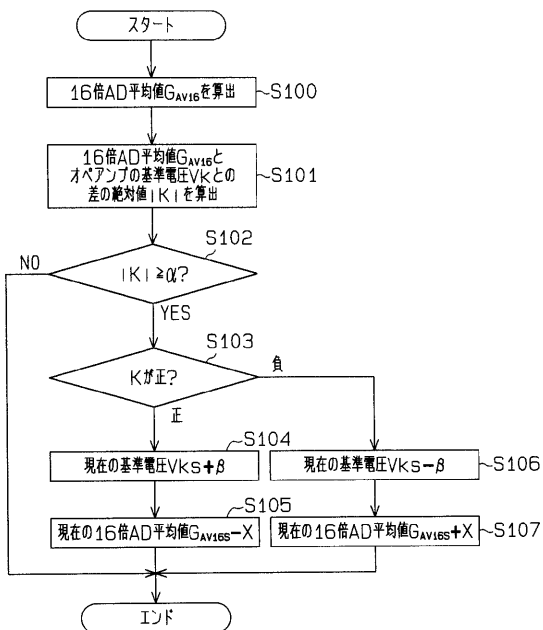 スタート
16倍AD平均値GAV16を算出
S100
16倍AD平均値GAV16と
オペアンプの基準電圧VKとの
差の絶対値|K|を算出
S101
S102
|K|≧α?
NO
YES
S103
Kが正?
負
正
S104
現在の基準電圧VKS+β
現在の基準電圧VKS-β
S106
S105
現在の16倍AD平均値GAV16S-X
現在の16倍AD平均値GAV16S+X
S107
エンド